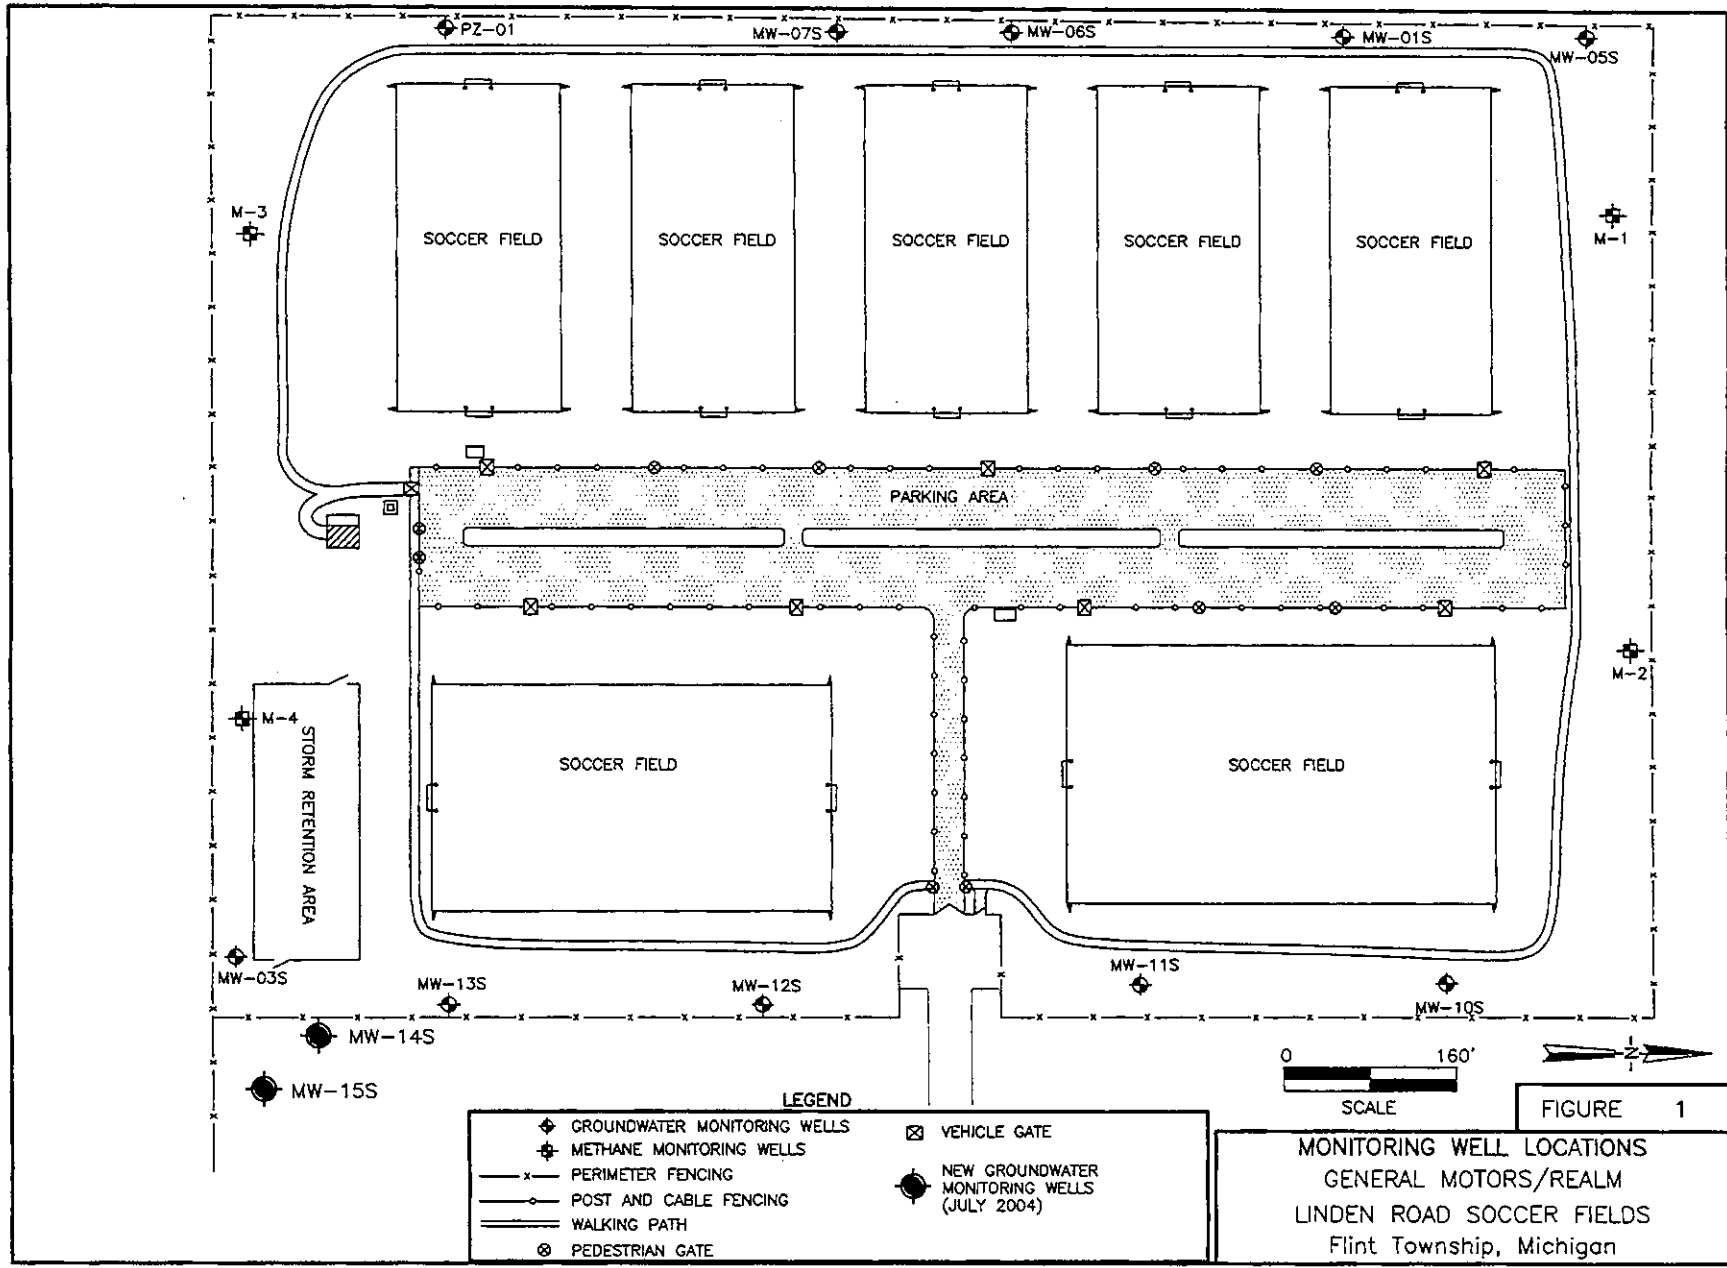 PZ-01
MW-07S
MW-06S
MW-01S
MW-05S
M-3
M-1
SOCCER FIELD
SOCCER FIELD
SOCCER FIELD
SOCCER FIELD
SOCCER FIELD
PARKING AREA
M-2
M-4
STORM RETENTION AREA
SOCCER FIELD
SOCCER FIELD
MW-03S
MW-13S
MW-12S
MW-11S
MW-10S
MW-14S
MW-15S
0 160'
SCALE
N
LEGEND
GROUNDWATER MONITORING WELLS
METHANE MONITORING WELLS
PERIMETER FENCING
POST AND CABLE FENCING
WALKING PATH
PEDESTRIAN GATE
VEHICLE GATE
NEW GROUNDWATER
MONITORING WELLS
(JULY 2004)
FIGURE 1
MONITORING WELL LOCATIONS
GENERAL MOTORS/REALM
LINDEN ROAD SOCCER FIELDS
Flint Township, Michigan